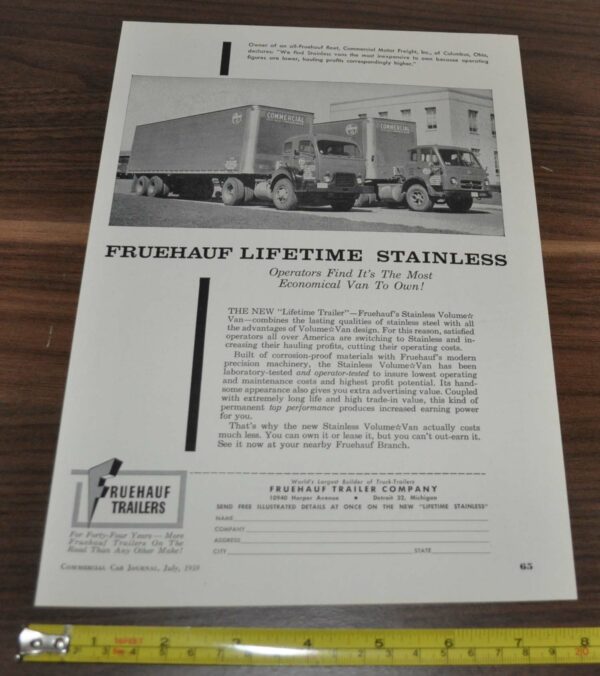 Owner of an all-Fruehauf fleet, Commercial Motor Freight, Inc., of Columbus, Ohio,
declares: "We find Stainless vans the most inexpensive to own because operating
figures are lower, hauling profits correspondingly higher."
COMMERCIAL
COMMERCIAL
FRUEHAUF LIFETIME STAINLESS
Operators Find It's The Most
Economical Van To Own!
THE NEW "Lifetime Trailer"—Fruehauf's Stainless Volume☆
Van—combines the lasting qualities of stainless steel with all
the advantages of Volume☆Van design. For this reason, satisfied
operators all over America are switching to Stainless and in-
creasing their hauling profits, cutting their operating costs.
Built of corrosion-proof materials with Fruehauf's modern
precision machinery, the Stainless Volume☆Van has been
laboratory-tested and operator-tested to insure lowest operating
and maintenance costs and highest profit potential. Its hand-
some appearance also gives you extra advertising value. Coupled
with extremely long life and high trade-in value, this kind of
permanent top performance produces increased earning power
for you.
That's why the new Stainless Volume☆Van actually costs
much less. You can own it or lease it, but you can't out-earn it.
See it now at your nearby Fruehauf Branch.
World's Largest Builder of Truck-Trailers
FRUEHAUF TRAILER COMPANY
10940 Harper Avenue • Detroit 32, Michigan
SEND FREE ILLUSTRATED DETAILS AT ONCE ON THE NEW "LIFETIME STAINLESS"
NAME
COMPANY
ADDRESS
CITY STATE
FRUEHAUF
TRAILERS
For Forty-Four Years — More
Fruehauf Trailers On The
Road Than Any Other Make!
COMMERCIAL CAR JOURNAL, July, 1959
65
1 2 3 4 5 6 7 8